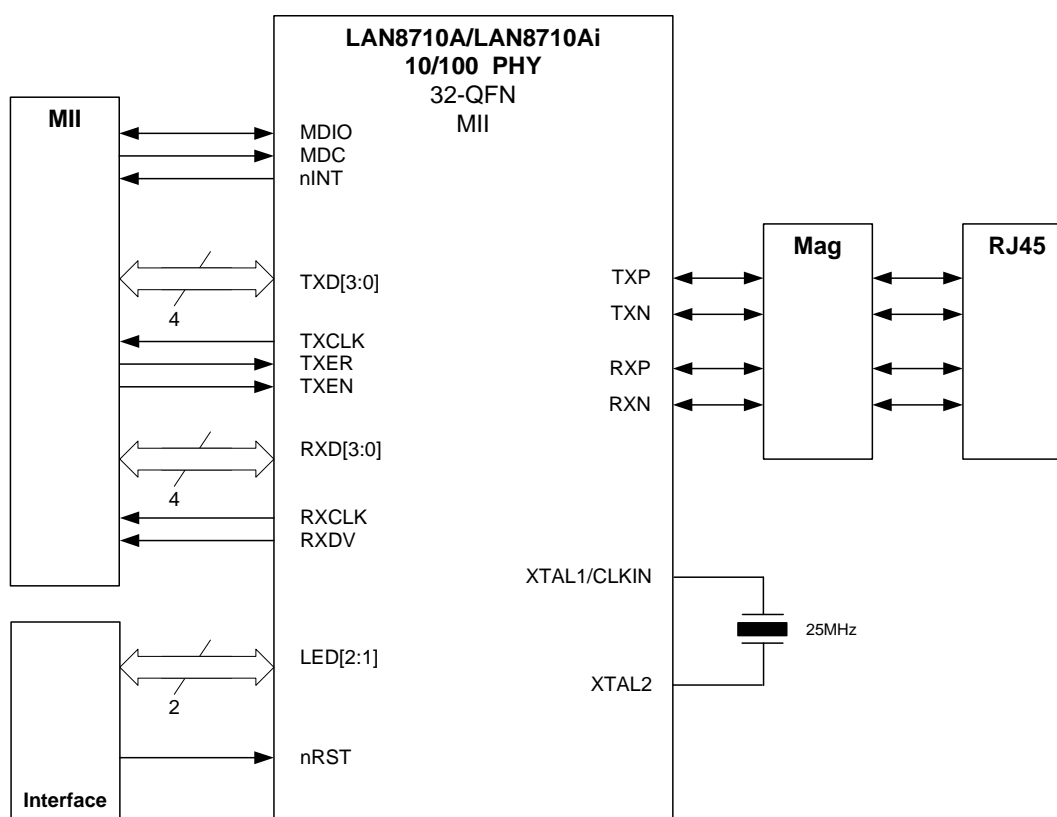 LAN8710A/LAN8710Ai
10/100 PHY
32-QFN
MII
MII
MDIO
MDC
nINT
TXD[3:0]
4
TXCLK
TXER
TXEN
RXD[3:0]
4
RXCLK
RXDV
LED[2:1]
2
nRST
Interface
TXP
TXN
RXP
RXN
Mag
RJ45
XTAL1/CLKIN
25MHz
XTAL2